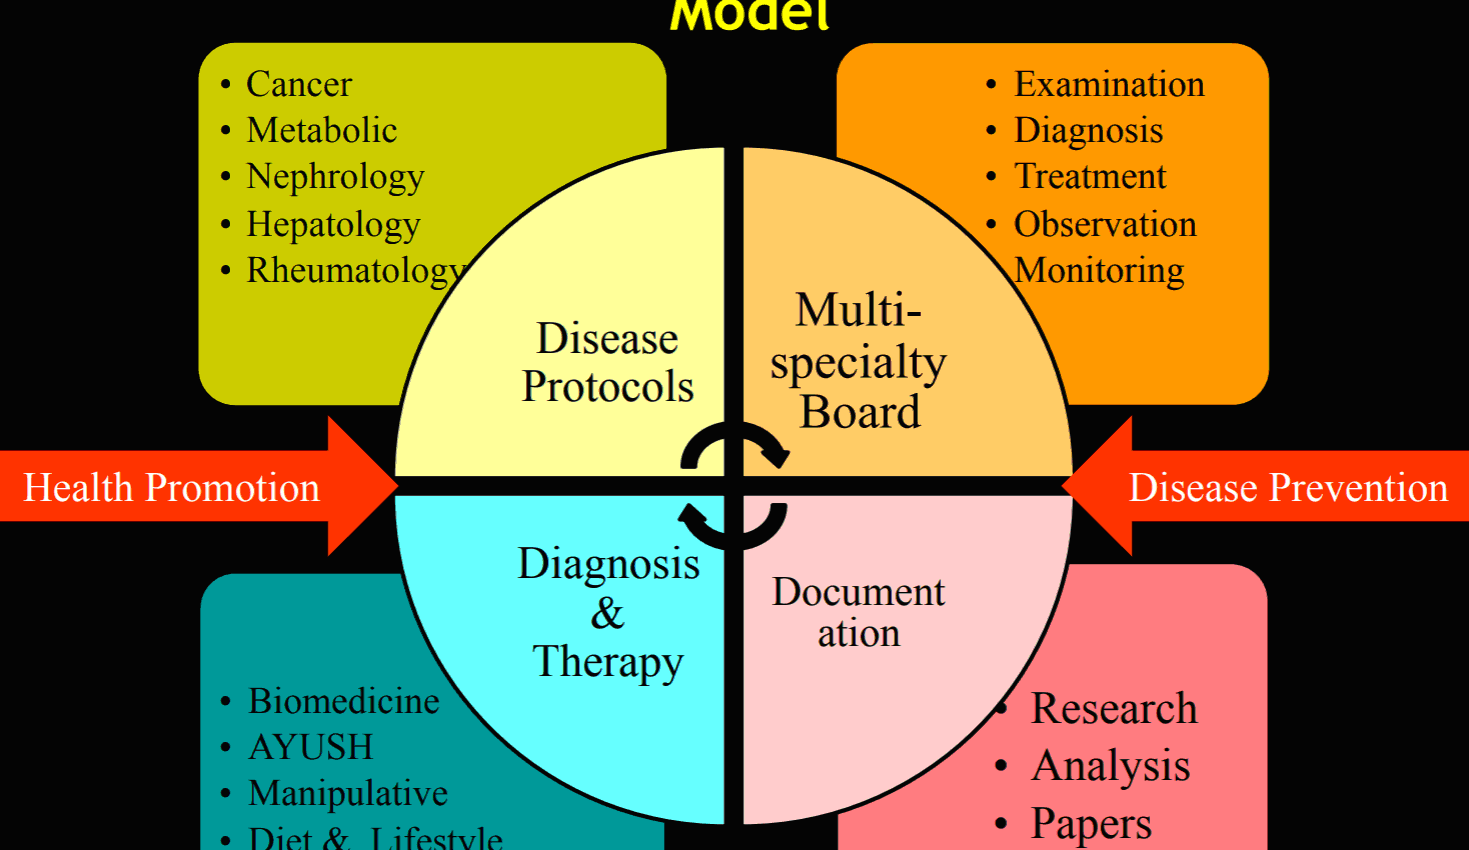 Model
• Cancer
• Metabolic
• Nephrology
• Hepatology
• Rheumatology
• Examination
• Diagnosis
• Treatment
• Observation
Monitoring
Disease
Protocols
Multi-
specialty
Board
Health Promotion
Disease Prevention
Diagnosis
&
Therapy
Document
ation
• Biomedicine
• AYUSH
• Manipulative
• Diet & Lifestyle
• Research
• Analysis
• Papers